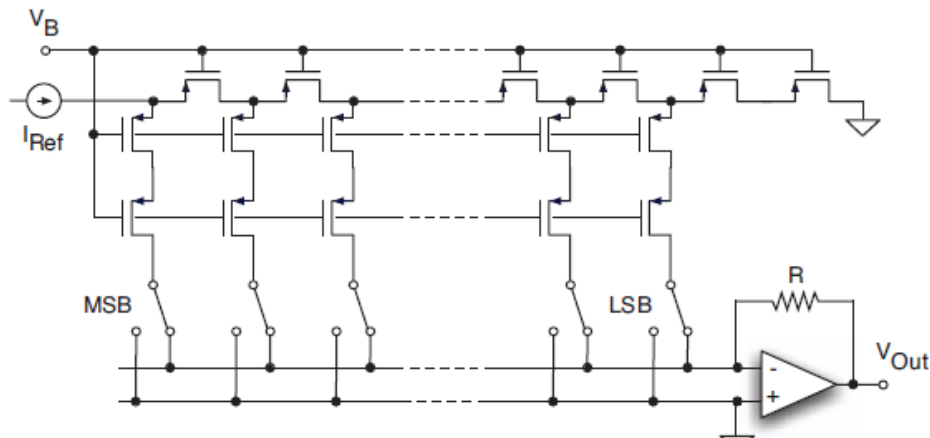 V_B
I_Ref
MSB
LSB
R
-
+
V_Out